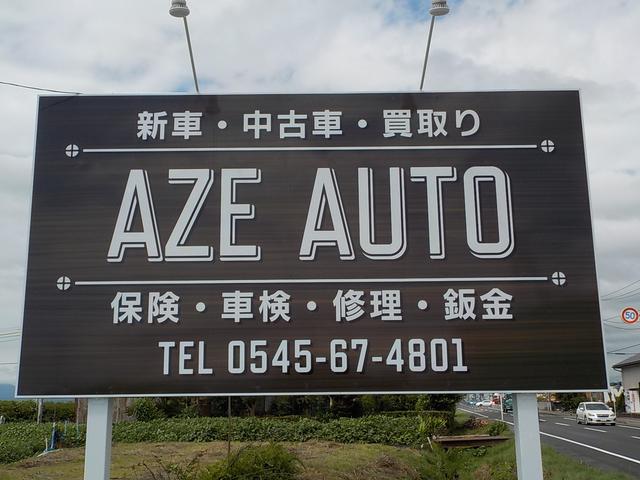 新車・中古車・買取り
AZE AUTO
保険・車検・修理・鈑金
TEL 0545-67-4801
50